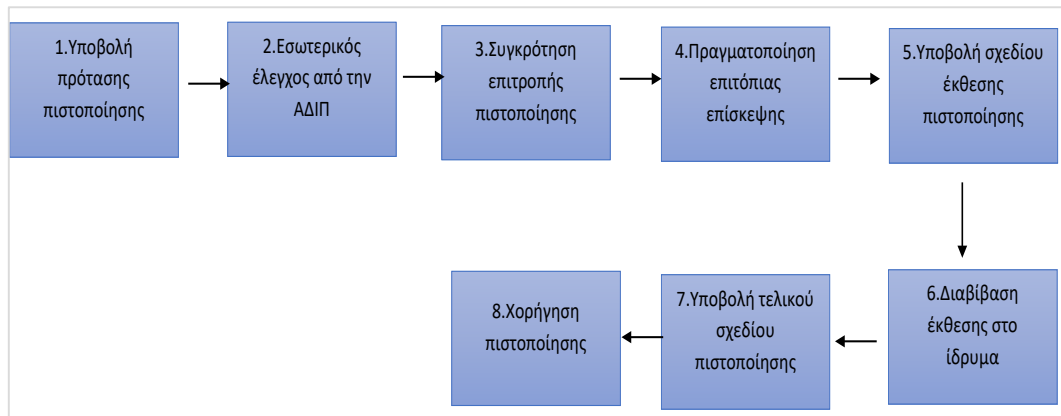 1.Υποβολή
πρότασης
πιστοποίησης
2.Εσωτερικός
έλεγχος από την
ΑΔΙΠ
3.Συγκρότηση
επιτροπής
πιστοποίησης
4.Πραγματοποίηση
επιτόπιας
επίσκεψης
5.Υποβολή σχεδίου
έκθεσης
πιστοποίησης
6.Διαβίβαση
έκθεσης στο
ίδρυμα
7.Υποβολή τελικού
σχεδίου
πιστοποίησης
8.Χορήγηση
πιστοποίησης